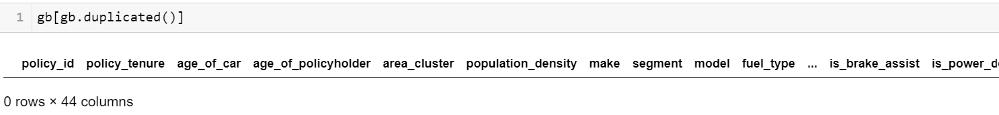 1 gb[gb.duplicated()]
policy_id policy_tenure age_of_car age_of_policyholder area_cluster population_density make segment model fuel_type ... is_brake_assist is_power_d
0 rows × 44 columns